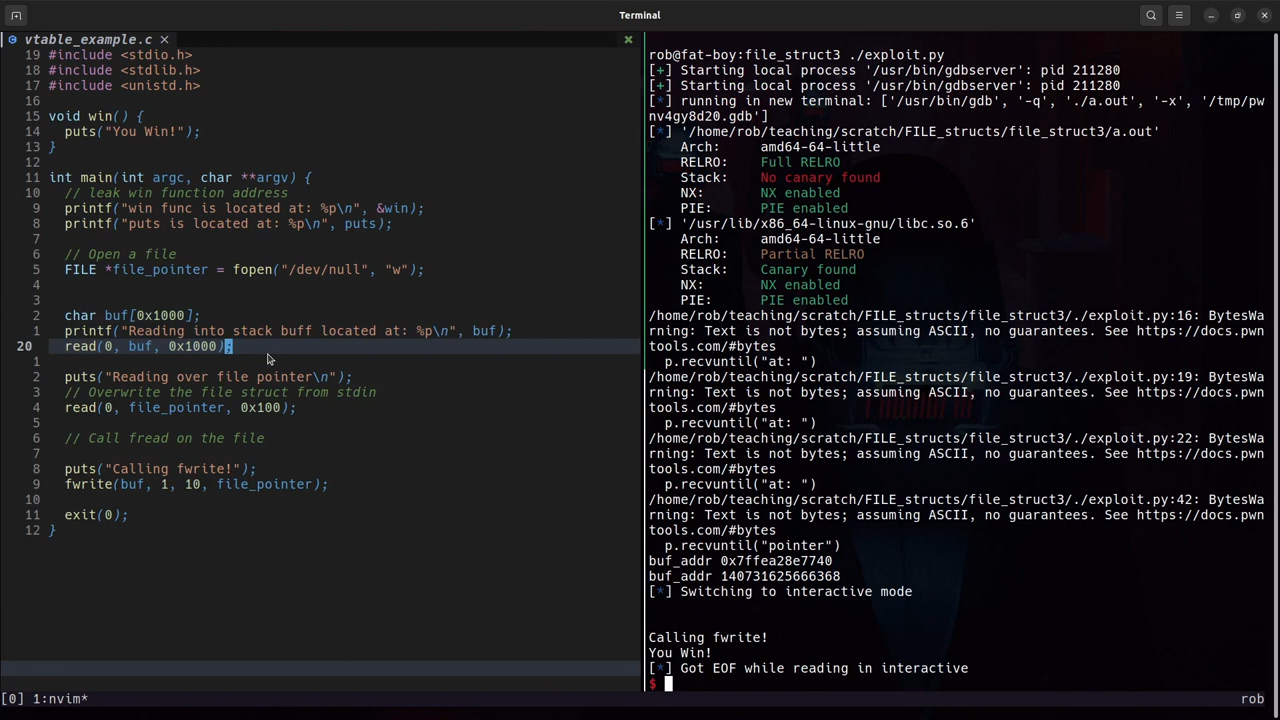 Terminal
vtable_example.c
19 #include <stdio.h>
18 #include <stdlib.h>
17 #include <unistd.h>
16
15 void win() {
14 puts("You Win!");
13 }
12
11 int main(int argc, char **argv) {
10 // leak win function address
9 printf("win func is located at: %p\n", &win);
8 printf("puts is located at: %p\n", puts);
7
6 // Open a file
5 FILE *file_pointer = fopen("/dev/null", "w");
4
3
2 char buf[0x1000];
1 printf("Reading into stack buff located at: %p\n", buf);
20 read(0, buf, 0x1000);
1
2 puts("Reading over file pointer\n");
3 // Overwrite the file struct from stdin
4 read(0, file_pointer, 0x100);
5
6 // Call fread on the file
7
8 puts("Calling fwrite!");
9 fwrite(buf, 1, 10, file_pointer);
10
11 exit(0);
12 }
[0] 1:nvim*
rob@fat-boy:file_struct3 ./exploit.py
[+] Starting local process '/usr/bin/gdbserver': pid 211280
[+] Starting local process '/usr/bin/gdbserver': pid 211280
[*] running in new terminal: ['/usr/bin/gdb', '-q', './a.out', '-x', '/tmp/pw
nv4gy8d20.gdb']
[*] '/home/rob/teaching/scratch/FILE_structs/file_struct3/a.out'
Arch: amd64-64-little
RELRO: Full RELRO
Stack: No canary found
NX: NX enabled
PIE: PIE enabled
[*] '/usr/lib/x86_64-linux-gnu/libc.so.6'
Arch: amd64-64-little
RELRO: Partial RELRO
Stack: Canary found
NX: NX enabled
PIE: PIE enabled
/home/rob/teaching/scratch/FILE_structs/file_struct3/./exploit.py:16: BytesWa
rning: Text is not bytes; assuming ASCII, no guarantees. See https://docs.pwn
tools.com/#bytes
p.recvuntil("at: ")
/home/rob/teaching/scratch/FILE_structs/file_struct3/./exploit.py:19: BytesWa
rning: Text is not bytes; assuming ASCII, no guarantees. See https://docs.pwn
tools.com/#bytes
p.recvuntil("at: ")
/home/rob/teaching/scratch/FILE_structs/file_struct3/./exploit.py:22: BytesWa
rning: Text is not bytes; assuming ASCII, no guarantees. See https://docs.pwn
tools.com/#bytes
p.recvuntil("at: ")
/home/rob/teaching/scratch/FILE_structs/file_struct3/./exploit.py:42: BytesWa
rning: Text is not bytes; assuming ASCII, no guarantees. See https://docs.pwn
tools.com/#bytes
p.recvuntil("pointer")
buf_addr 0x7ffea28e7740
buf_addr 140731625666368
[*] Switching to interactive mode
Calling fwrite!
You Win!
[*] Got EOF while reading in interactive
$
rob